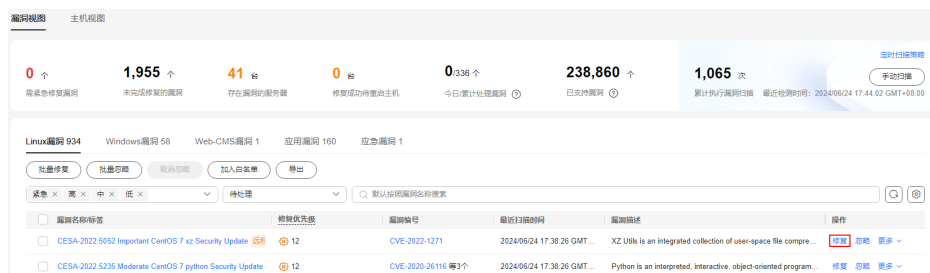 漏洞视图 主机视图
定时扫描策略
0 个 1,955 个 41 台 0 台 0/336 个 238,860 个 1,065 次 手动扫描
需紧急修复漏洞 未完成修复的漏洞 存在漏洞的服务器 修复成功待重启主机 今日/累计处理漏洞 已支持漏洞 累计执行漏洞扫描 最近检测时间：2024/06/24 17:44:02 GMT+08:00
Linux漏洞 934 Windows漏洞 58 Web-CMS漏洞 1 应用漏洞 160 应急漏洞 1
批量修复 批量忽略 取消忽略 加入白名单 导出
紧急 × 高 × 中 × 低 × 待处理 默认按照漏洞名称搜索
漏洞名称/标签 修复优先级 漏洞编号 最近扫描时间 漏洞描述 操作
CESA-2022:5052 Important CentOS 7 xz Security Update 12 CVE-2022-1271 2024/06/24 17:38:26 GMT... XZ Utils is an integrated collection of user-space file compre... 修复 忽略 更多
CESA-2022:5235 Moderate CentOS 7 python Security Update 12 CVE-2020-26116 等3个 2024/06/24 17:38:26 GMT... Python is an interpreted, interactive, object-oriented program... 修复 忽略 更多